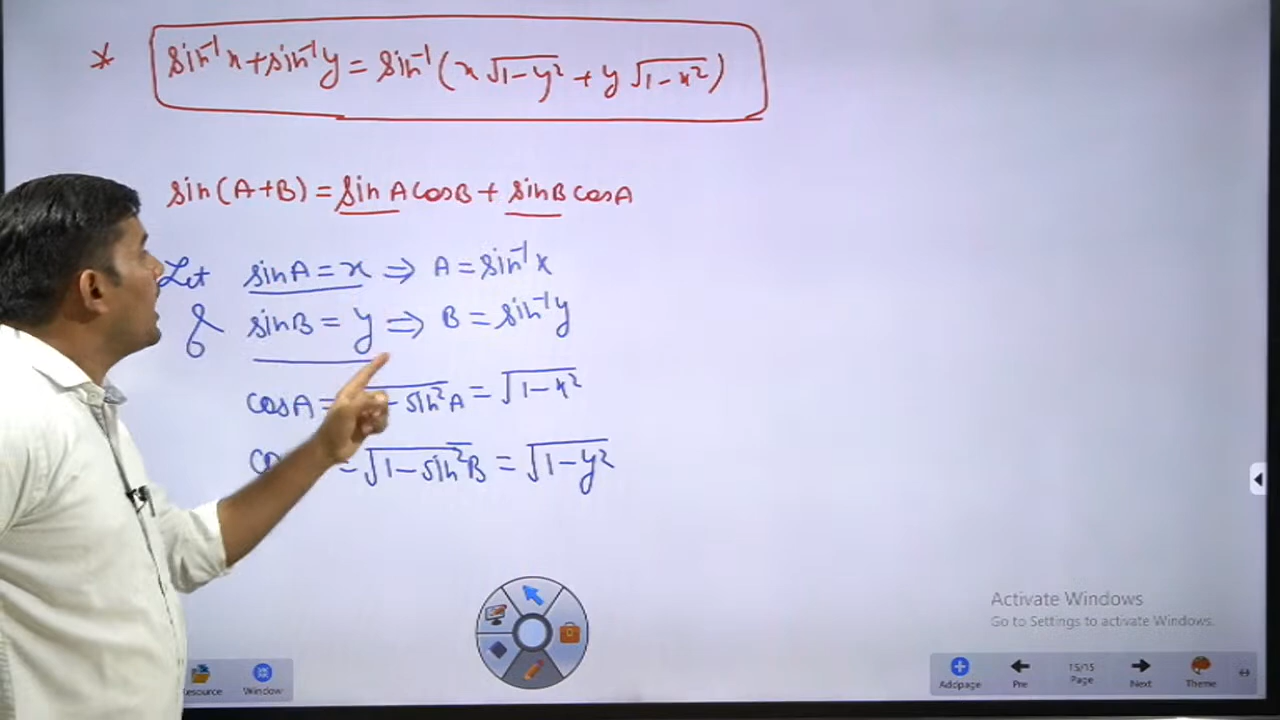 * sin⁻¹x + sin⁻¹y = sin⁻¹(x√1-y² + y√1-x²)
sin(A+B) = sinA cosB + sinB cosA
Let sinA = x ⇒ A = sin⁻¹x
& sinB = y ⇒ B = sin⁻¹y
cosA = - sin²A = √1-x²
= √1-sin²B = √1-y²
Activate Windows
Go to Settings to activate Windows.
esource Window
Addpage Pre 15/15 Page Next Theme